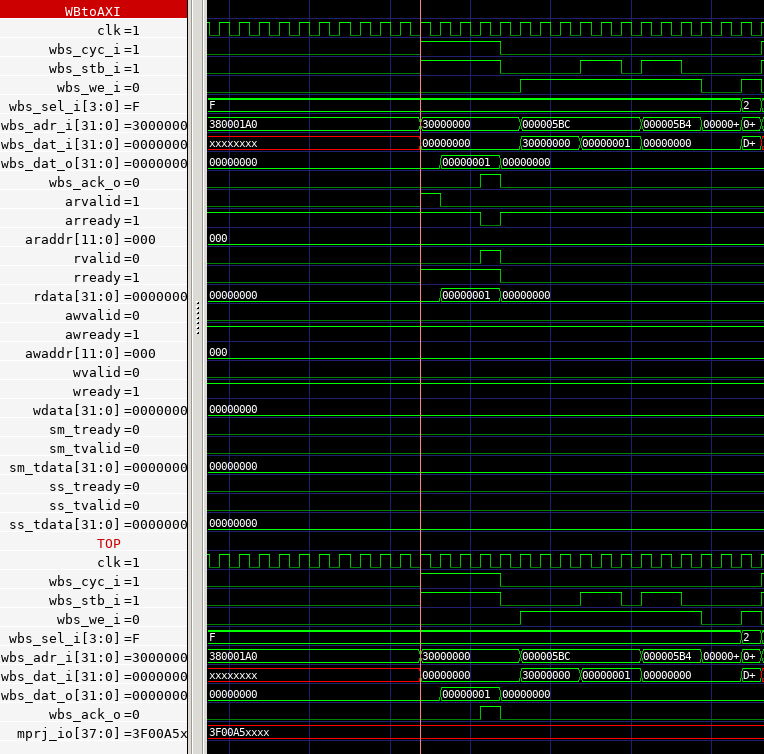 WBtoAXI
clk=1
wbs_cyc_i=1
wbs_stb_i=1
wbs_we_i=0
wbs_sel_i[3:0]=F F 2
wbs_adr_i[31:0]=3000000 380001A0 30000000 000005BC 000005B4 00000+ 0+
wbs_dat_i[31:0]=0000000 xxxxxxxx 00000000 30000000 00000001 00000000 D+
wbs_dat_o[31:0]=0000000 00000000 00000001 00000000
wbs_ack_o=0
arvalid=1
arready=1
araddr[11:0]=000 000
rvalid=0
rready=1
rdata[31:0]=0000000 00000000 00000001 00000000
awvalid=0
awready=1
awaddr[11:0]=000 000
wvalid=0
wready=1
wdata[31:0]=0000000 00000000
sm_tready=0
sm_tvalid=0
sm_tdata[31:0]=0000000 00000000
ss_tready=0
ss_tvalid=0
ss_tdata[31:0]=0000000 00000000
TOP
clk=1
wbs_cyc_i=1
wbs_stb_i=1
wbs_we_i=0
wbs_sel_i[3:0]=F F 2
wbs_adr_i[31:0]=3000000 380001A0 30000000 000005BC 000005B4 00000+ 0+
wbs_dat_i[31:0]=0000000 xxxxxxxx 00000000 30000000 00000001 00000000 D+
wbs_dat_o[31:0]=0000000 00000000 00000001 00000000
wbs_ack_o=0
mprj_io[37:0]=3F00A5x 3F00A5xxxx